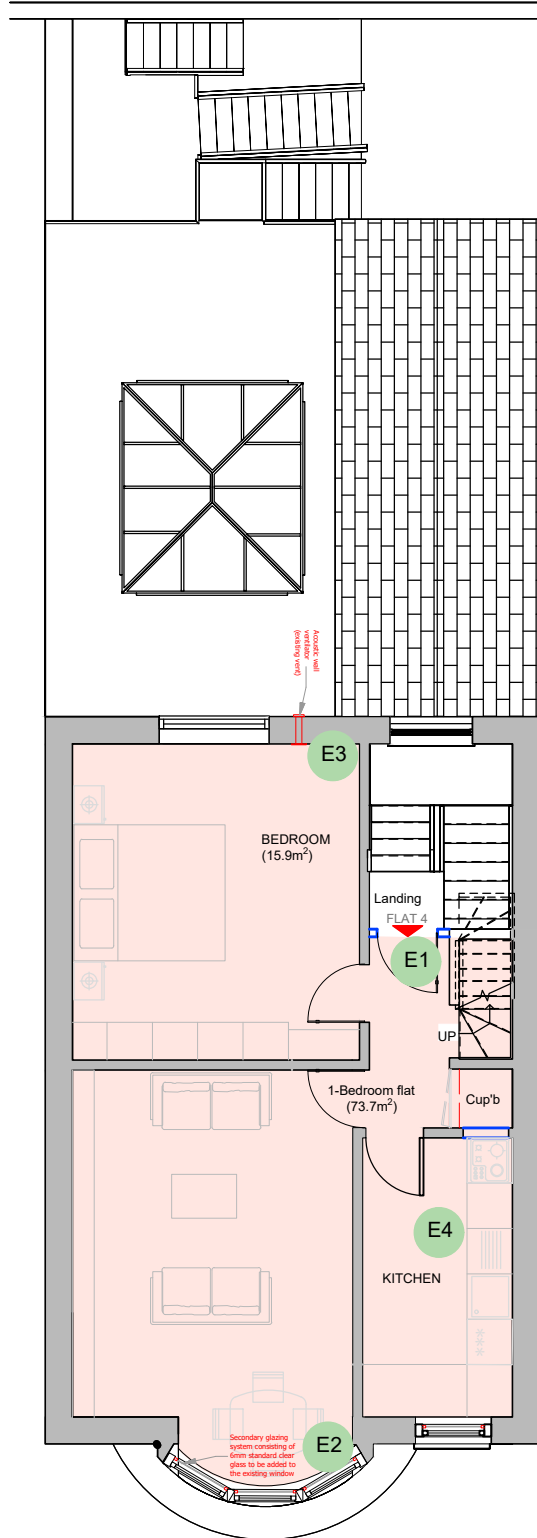 Acoustic wall
ventilator
(existing vent)
E3
BEDROOM
(15.9m²)
Landing
FLAT 4
E1
UP
1-Bedroom flat
(73.7m²)
Cup'b
E4
KITCHEN
Secondary glazing
system consisting of
6mm standard clear
glass to be added to
the existing window
E2